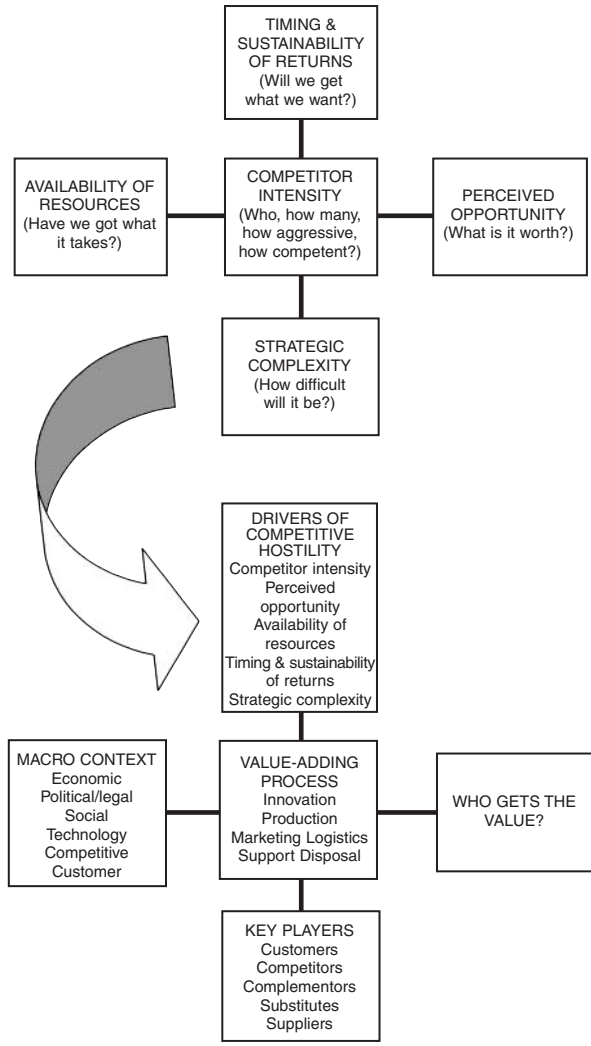 TIMING &
SUSTAINABILITY
OF RETURNS
(Will we get
what we want?)
AVAILABILITY OF
RESOURCES
(Have we got what
it takes?)
COMPETITOR
INTENSITY
(Who, how many,
how aggressive,
how competent?)
PERCEIVED
OPPORTUNITY
(What is it worth?)
STRATEGIC
COMPLEXITY
(How difficult
will it be?)
DRIVERS OF
COMPETITIVE
HOSTILITY
Competitor intensity
Perceived
opportunity
Availability of
resources
Timing & sustainability
of returns
Strategic complexity
MACRO CONTEXT
Economic
Political/legal
Social
Technology
Competitive
Customer
VALUE-ADDING
PROCESS
Innovation
Production
Marketing Logistics
Support Disposal
WHO GETS THE
VALUE?
KEY PLAYERS
Customers
Competitors
Complementors
Substitutes
Suppliers